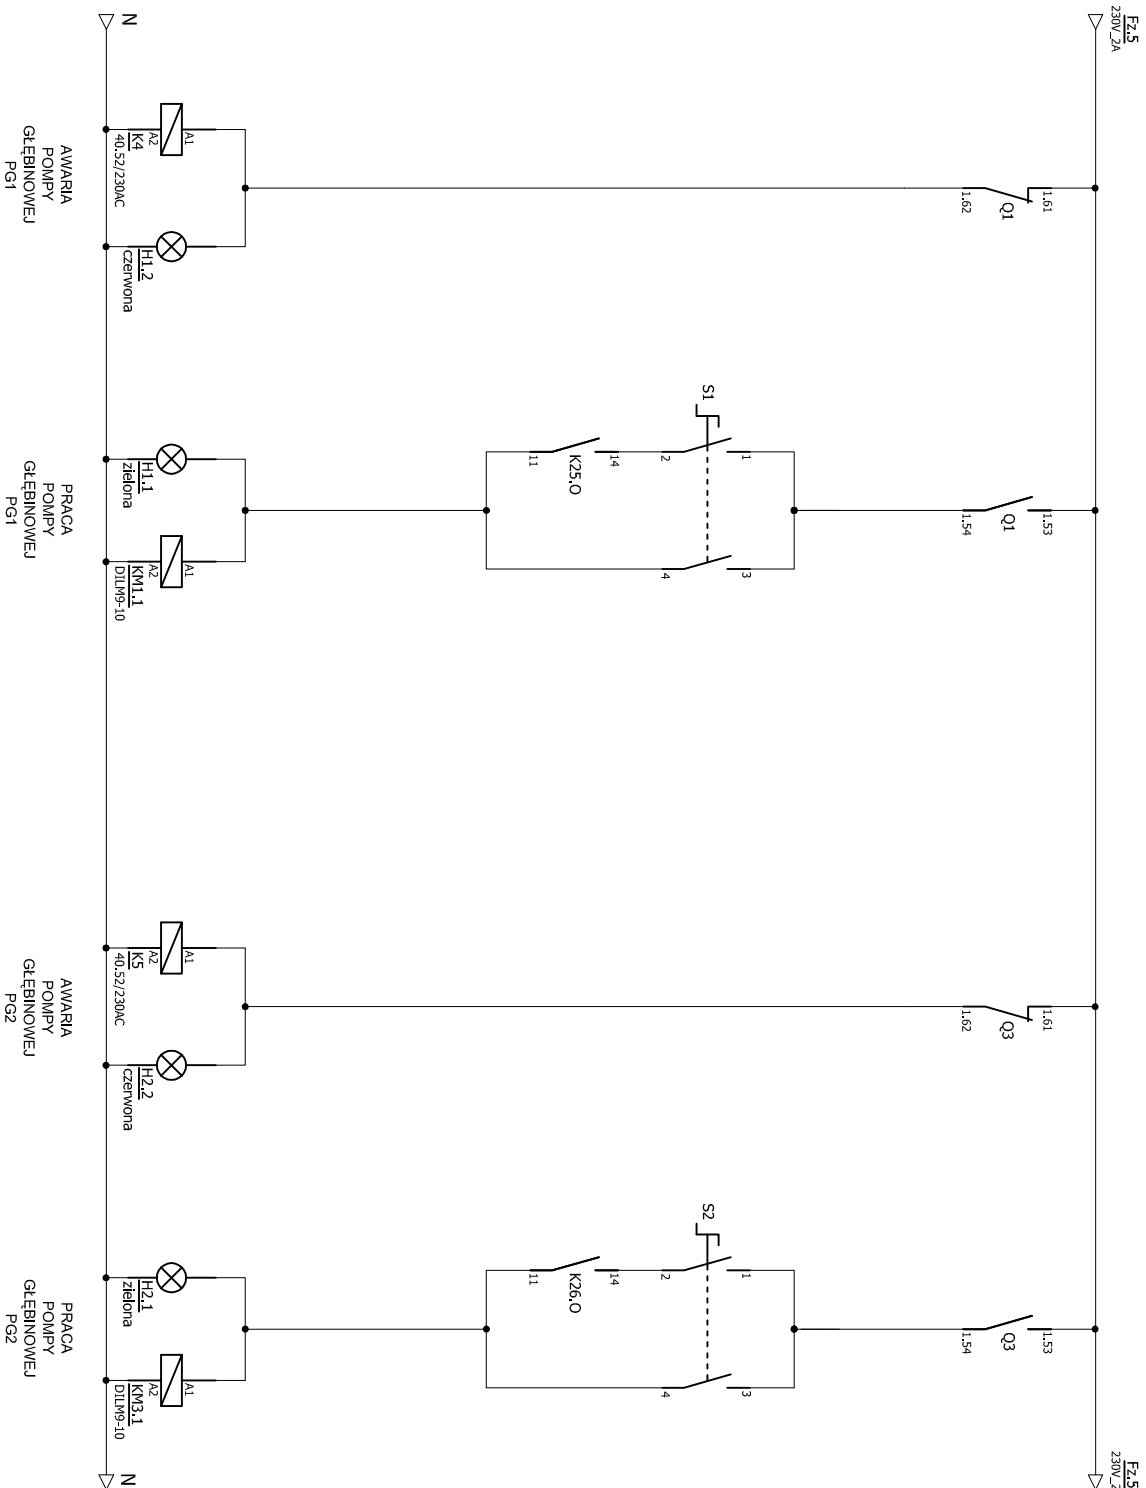 Fz.5
230V_2A
Fz.5
1.61
Q1
1.62
1.53
Q1
1.54
1.61
Q3
1.62
1.53
Q3
1.54
S1
1
2
3
4
14
K25.O
11
S2
1
2
3
4
14
K26.O
11
A1
A2
K4
40.52/230AC
H1.2
czerwona
H1.1
zielona
A1
A2
KM1.1
DILM9-10
A1
A2
K5
40.52/230AC
H2.2
czerwona
H2.1
zielona
A1
A2
KM3.1
DILM9-10
N
N
AWARIA
POMPY
GŁĘBINOWEJ
PG1
PRACA
POMPY
GŁĘBINOWEJ
PG1
AWARIA
POMPY
GŁĘBINOWEJ
PG2
PRACA
POMPY
GŁĘBINOWEJ
PG2